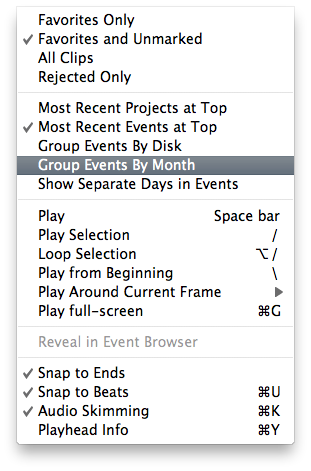 Favorites Only
✓ Favorites and Unmarked
All Clips
Rejected Only
Most Recent Projects at Top
✓ Most Recent Events at Top
Group Events By Disk
Group Events By Month
Show Separate Days in Events
Play Space bar
Play Selection /
Loop Selection ⌥ /
Play from Beginning \
Play Around Current Frame ▶
Play full-screen ⌘G
Reveal in Event Browser
✓ Snap to Ends
✓ Snap to Beats ⌘U
✓ Audio Skimming ⌘K
Playhead Info ⌘Y